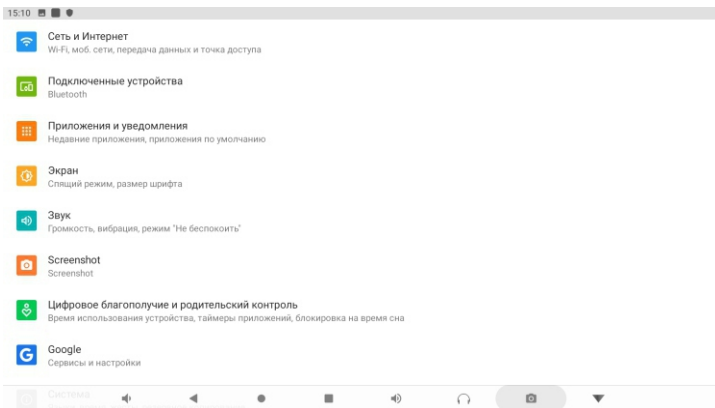 15:10
Сеть и Интернет
Wi-Fi, моб. сети, передача данных и точка доступа
Подключенные устройства
Bluetooth
Приложения и уведомления
Недавние приложения, приложения по умолчанию
Экран
Спящий режим, размер шрифта
Звук
Громкость, вибрация, режим "Не беспокоить"
Screenshot
Screenshot
Цифровое благополучие и родительский контроль
Время использования устройства, таймеры приложений, блокировка на время сна
Google
Сервисы и настройки
Система